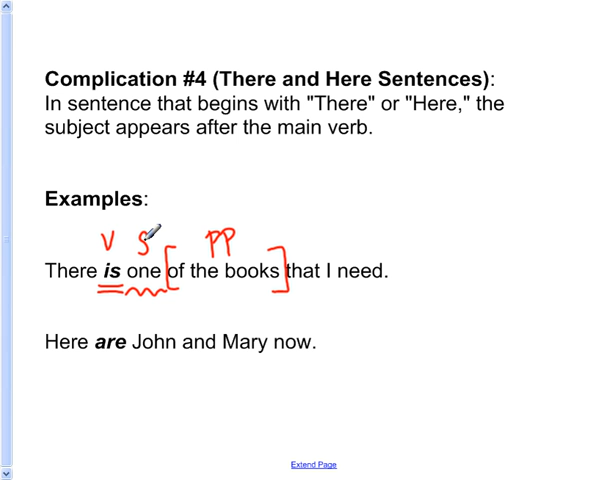 Complication #4 (There and Here Sentences):
In sentence that begins with "There" or "Here," the
subject appears after the main verb.
Examples:
V S PP
There is one [of the books] that I need.
Here are John and Mary now.
Extend Page